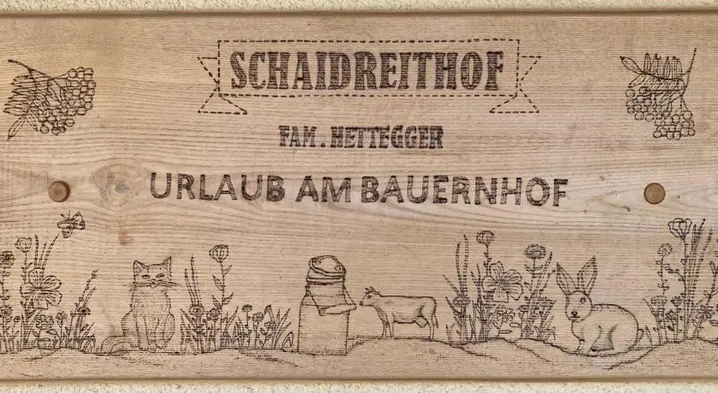 SCHAIDREITHOF
FAM. HETTEGGER
URLAUB AM BAUERNHOF